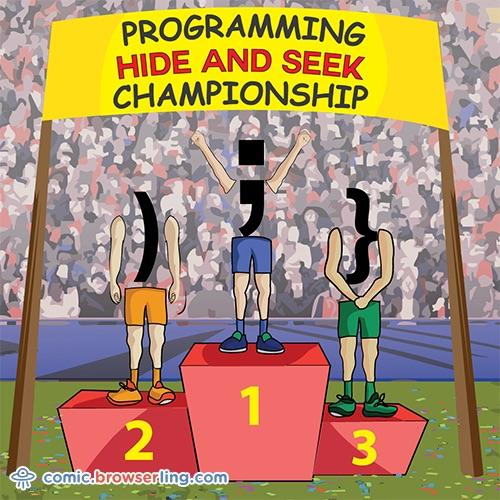 PROGRAMMING
HIDE AND SEEK
CHAMPIONSHIP
) ; }
2 1 3
comic.browserling.com